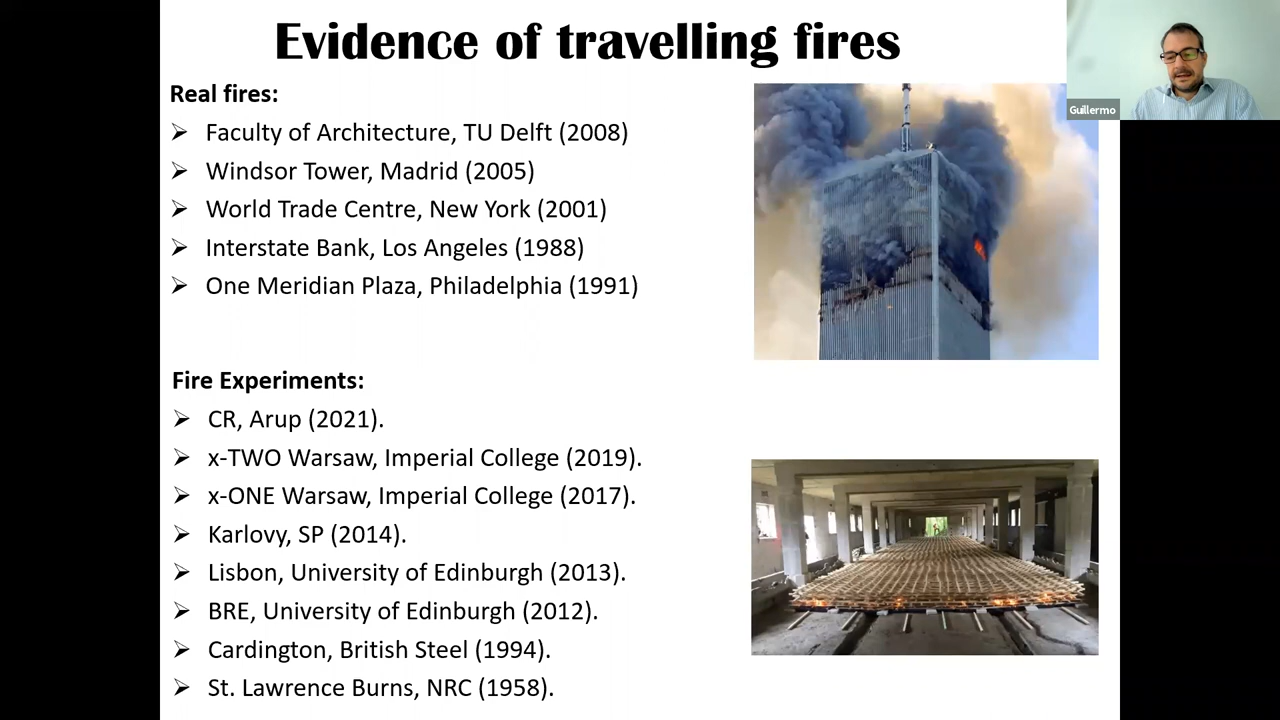 Evidence of travelling fires
Guillermo
Real fires:
➢ Faculty of Architecture, TU Delft (2008)
➢ Windsor Tower, Madrid (2005)
➢ World Trade Centre, New York (2001)
➢ Interstate Bank, Los Angeles (1988)
➢ One Meridian Plaza, Philadelphia (1991)
Fire Experiments:
➢ CR, Arup (2021).
➢ x-TWO Warsaw, Imperial College (2019).
➢ x-ONE Warsaw, Imperial College (2017).
➢ Karlovy, SP (2014).
➢ Lisbon, University of Edinburgh (2013).
➢ BRE, University of Edinburgh (2012).
➢ Cardington, British Steel (1994).
➢ St. Lawrence Burns, NRC (1958).